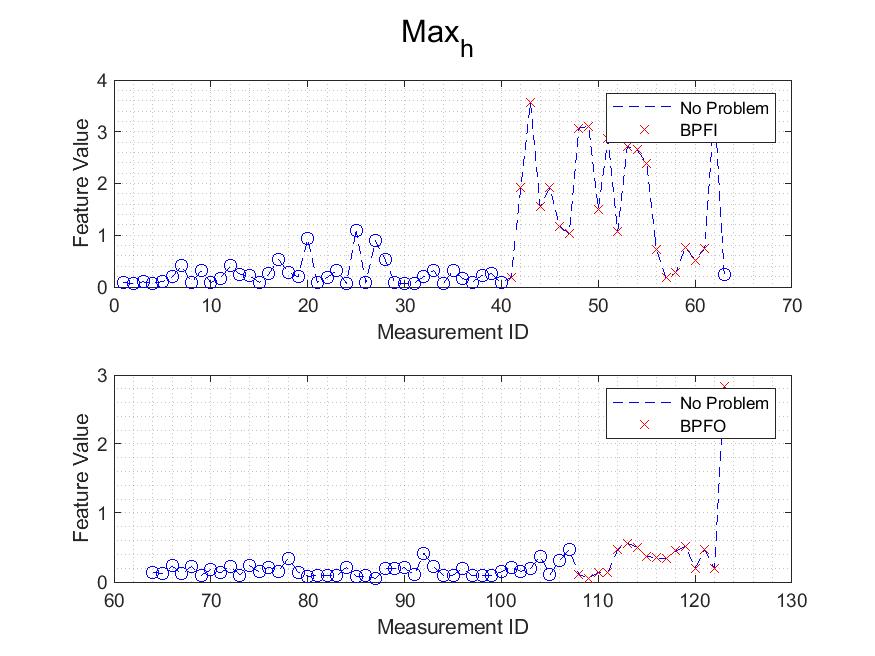 Max_h
4
3
2
1
0
Feature Value
No Problem
BPFI
0 10 20 30 40 50 60 70
Measurement ID
3
2
1
0
Feature Value
No Problem
BPFO
60 70 80 90 100 110 120 130
Measurement ID